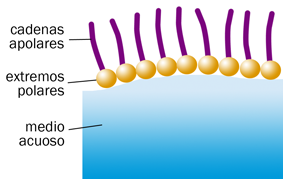 cadenas
apolares
extremos
polares
medio
acuoso